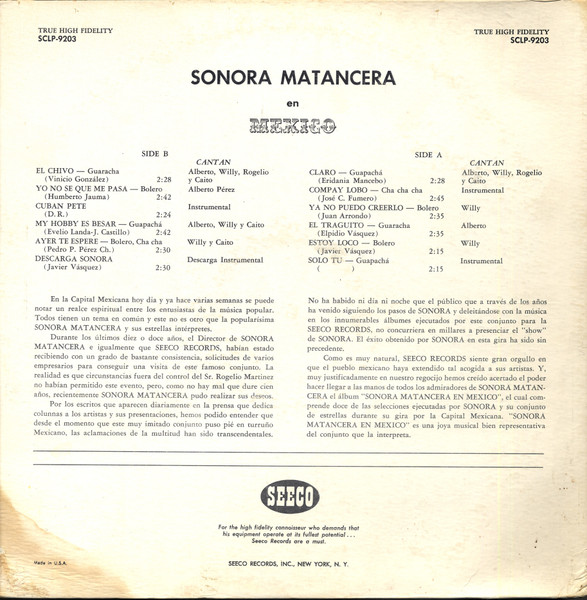 TRUE HIGH FIDELITY
SCLP-9203
TRUE HIGH FIDELITY
SCLP-9203
SONORA MATANCERA
en
MEXICO
SIDE B
CANTAN
EL CHIVO — Guaracha Alberto, Willy, Rogelio
(Vinicio González) 2:28 y Caito
YO NO SE QUE ME PASA — Bolero Alberto Pérez
(Humberto Jauma) 2:42
CUBAN PETE Instrumental
(D. R.) 2:24
MY HOBBY ES BESAR — Guapachá Alberto, Willy y Caito
(Evelio Landa-J. Castillo) 2:42
AYER TE ESPERE — Bolero, Cha cha Willy y Caito
(Pedro P. Pérez Ch.) 2:30
DESCARGA SONORA Descarga Instrumental
(Javier Vásquez) 2:30
SIDE A
CANTAN
CLARO — Guapachá Alberto, Willy, Rogelio
(Eridania Mancebo) 2:28 y Caito
COMPAY LOBO — Cha cha cha Instrumental
(José C. Fumero) 2:45
YA NO PUEDO CREERLO — Bolero Willy
(Juan Arrondo) 2:35
EL TRAGUITO — Guaracha Alberto
(Elpidio Vásquez) 2:35
ESTOY LOCO — Bolero Willy
(Javier Vásquez) 2:15
SOLO TU — Guapachá Instrumental
( ) 2:15
En la Capital Mexicana hoy día y ya hace varias semanas se puede
notar un realce espiritual entre los entusiastas de la música popular.
Todos tienen un tema en común y este no es otro que la popularísima
SONORA MATANCERA y sus estrellas intérpretes.
Durante los últimos diez o doce años, el Director de SONORA
MATANCERA e igualmente que SEECO RECORDS, habían estado
recibiendo con un grado de bastante consistencia, solicitudes de varios
empresarios para conseguir una visita de este famoso conjunto. La
realidad es que circunstancias fuera del control del Sr. Rogelio Martinez
no habían permitido este evento, pero, como no hay mal que dure cien
años, recientemente SONORA MATANCERA pudo realizar sus deseos.
Por los escritos que aparecen diariamente en la prensa que dedica
columnas a los artistas y sus presentaciones, hemos podido entender que
desde el momento que este muy imitado conjunto puso pié en turruño
Mexicano, las aclamaciones de la multitud han sido transcendentales.
No ha habido ni día ni noche que el público que a través de los años
ha venido siguiendo los pasos de SONORA y deleitándose con la música
en los innumerables álbumes ejecutados por este conjunto para la
SEECO RECORDS, no concurriera en millares a presenciar el "show"
de SONORA. El éxito obtenido por SONORA en esta gira ha sido sin
precedente.
Como es muy natural, SEECO RECORDS siente gran orgullo en
que el pueblo mexicano haya extendido tal acogida a sus artistas. Y,
muy justificadamente en nuestro regocijo hemos creído acertado el poder
hacer llegar a las manos de todos los admiradores de SONORA MATAN-
CERA el álbum "SONORA MATANCERA EN MEXICO", el cual com-
prende doce de las selecciones ejecutadas por SONORA y su conjunto
de estrellas durante su gira por la Capital Mexicana. "SONORA
MATANCERA EN MEXICO" es una joya musical bien representativa
del conjunto que la interpreta.
SEECO
For the high fidelity connoisseur who demands that
his equipment operate at its fullest potential . . .
Seeco Records are a must.
Made in U.S.A.
SEECO RECORDS, INC., NEW YORK, N. Y.